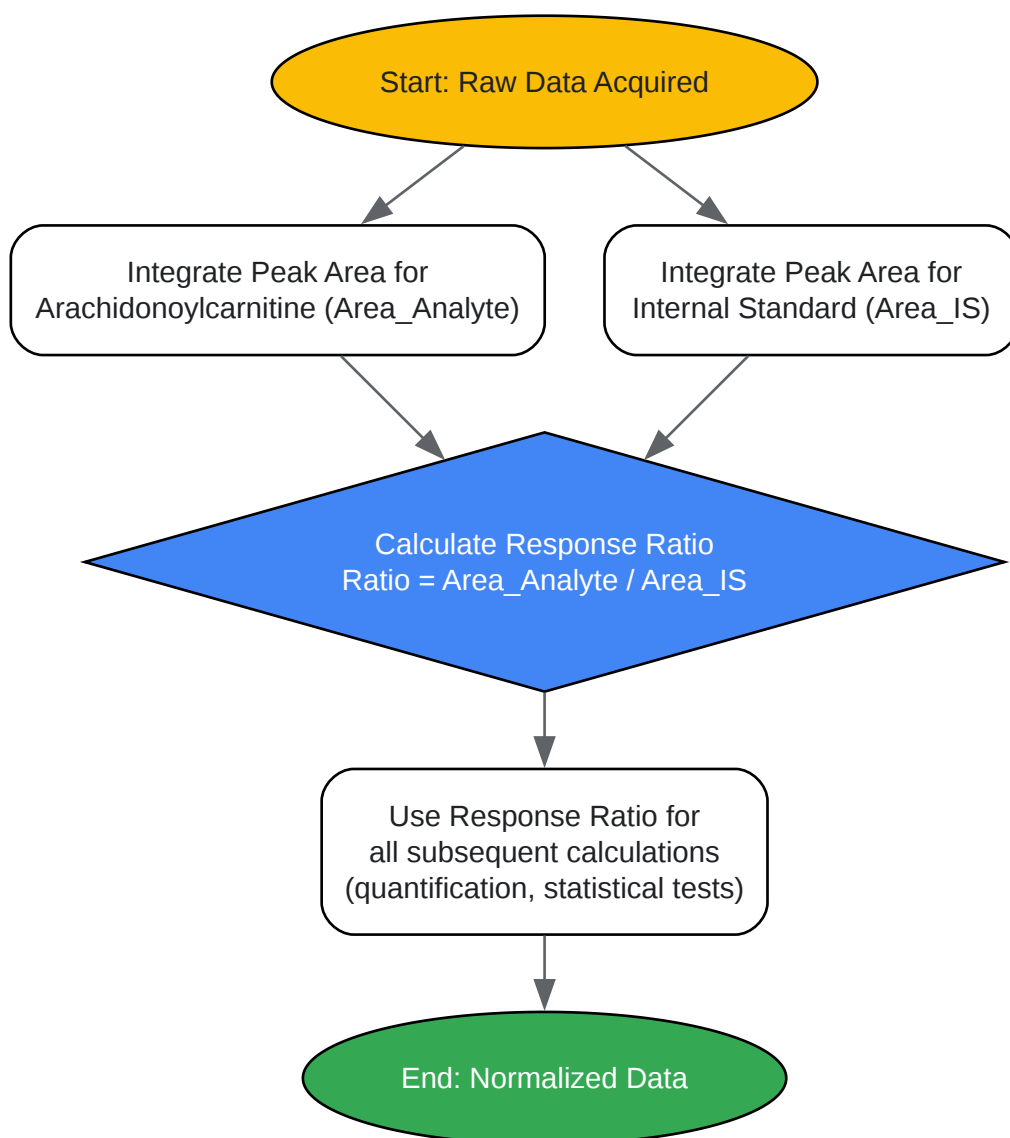 Start: Raw Data Acquired
Integrate Peak Area for
Arachidonoylcarnitine (Area_Analyte)
Integrate Peak Area for
Internal Standard (Area_IS)
Calculate Response Ratio
Ratio = Area_Analyte / Area_IS
Use Response Ratio for
all subsequent calculations
(quantification, statistical tests)
End: Normalized Data